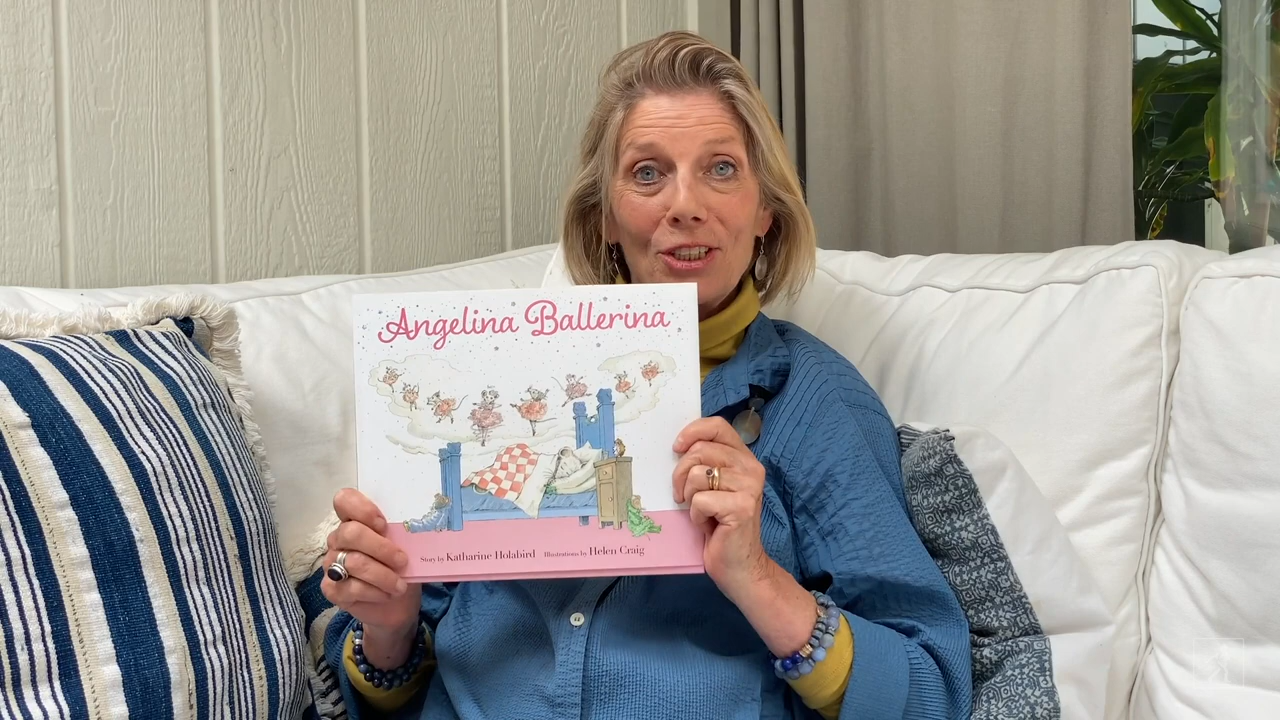 Angelina Ballerina
Story by Katharine Holabird Illustrations by Helen Craig